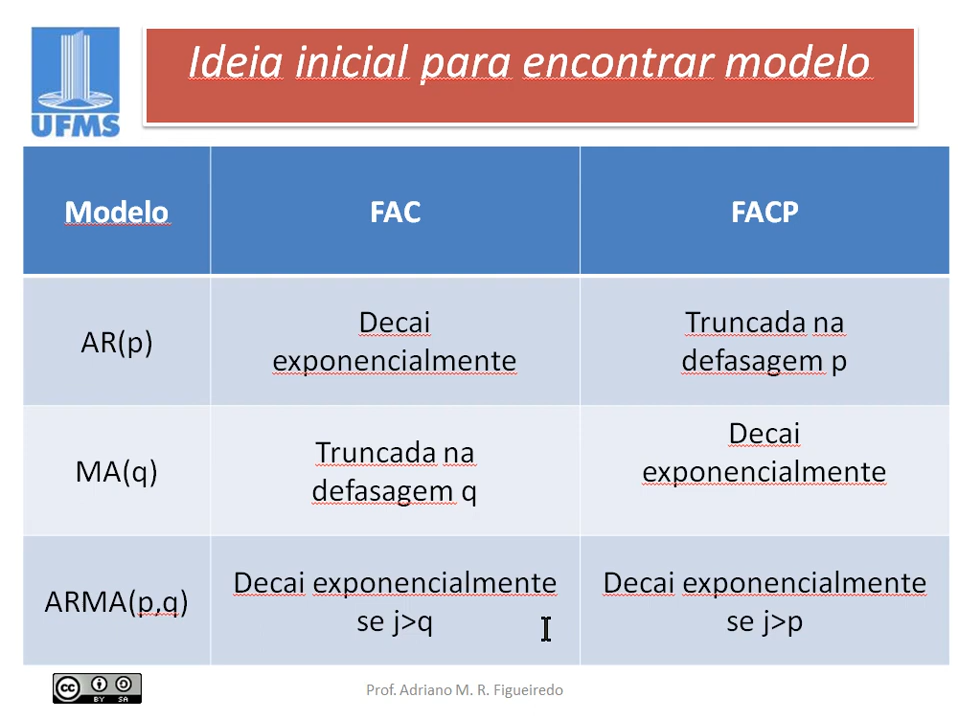 Ideia inicial para encontrar modelo
UFMS
Modelo
FAC
FACP
AR(p)
Decai
exponencialmente
Truncada na
defasagem p
MA(q)
Truncada na
defasagem q
Decai
exponencialmente
ARMA(p,q)
Decai exponencialmente
se j>q
Decai exponencialmente
se j>p
cc
BY SA
Prof. Adriano M. R. Figueiredo